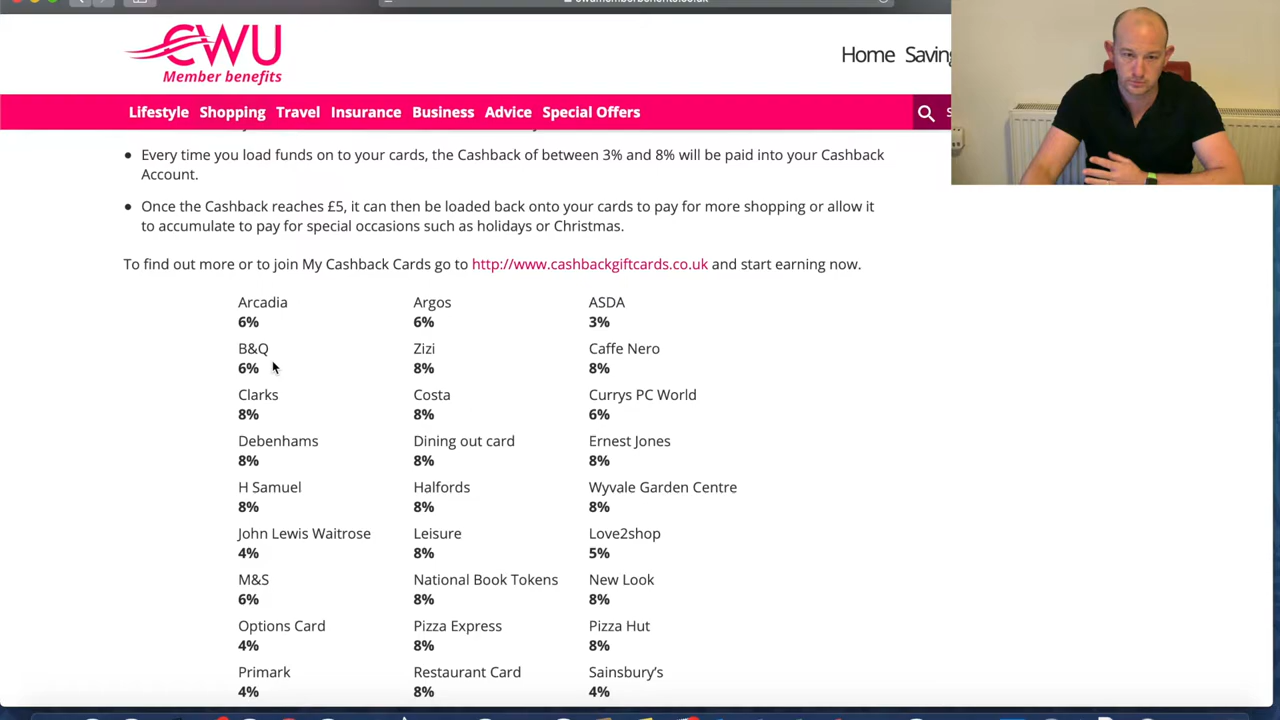 CWU
Member benefits
Home
Lifestyle Shopping Travel Insurance Business Advice Special Offers
Every time you load funds on to your cards, the Cashback of between 3% and 8% will be paid into your Cashback
Account.
Once the Cashback reaches £5, it can then be loaded back onto your cards to pay for more shopping or allow it
to accumulate to pay for special occasions such as holidays or Christmas.
To find out more or to join My Cashback Cards go to http://www.cashbackgiftcards.co.uk and start earning now.
Arcadia Argos ASDA
6% 6% 3%
B&Q Zizi Caffe Nero
6% 8% 8%
Clarks Costa Currys PC World
8% 8% 6%
Debenhams Dining out card Ernest Jones
8% 8% 8%
H Samuel Halfords Wyvale Garden Centre
8% 8% 8%
John Lewis Waitrose Leisure Love2shop
4% 8% 5%
M&S National Book Tokens New Look
6% 8% 8%
Options Card Pizza Express Pizza Hut
4% 8% 8%
Primark Restaurant Card Sainsbury's
4% 8% 4%